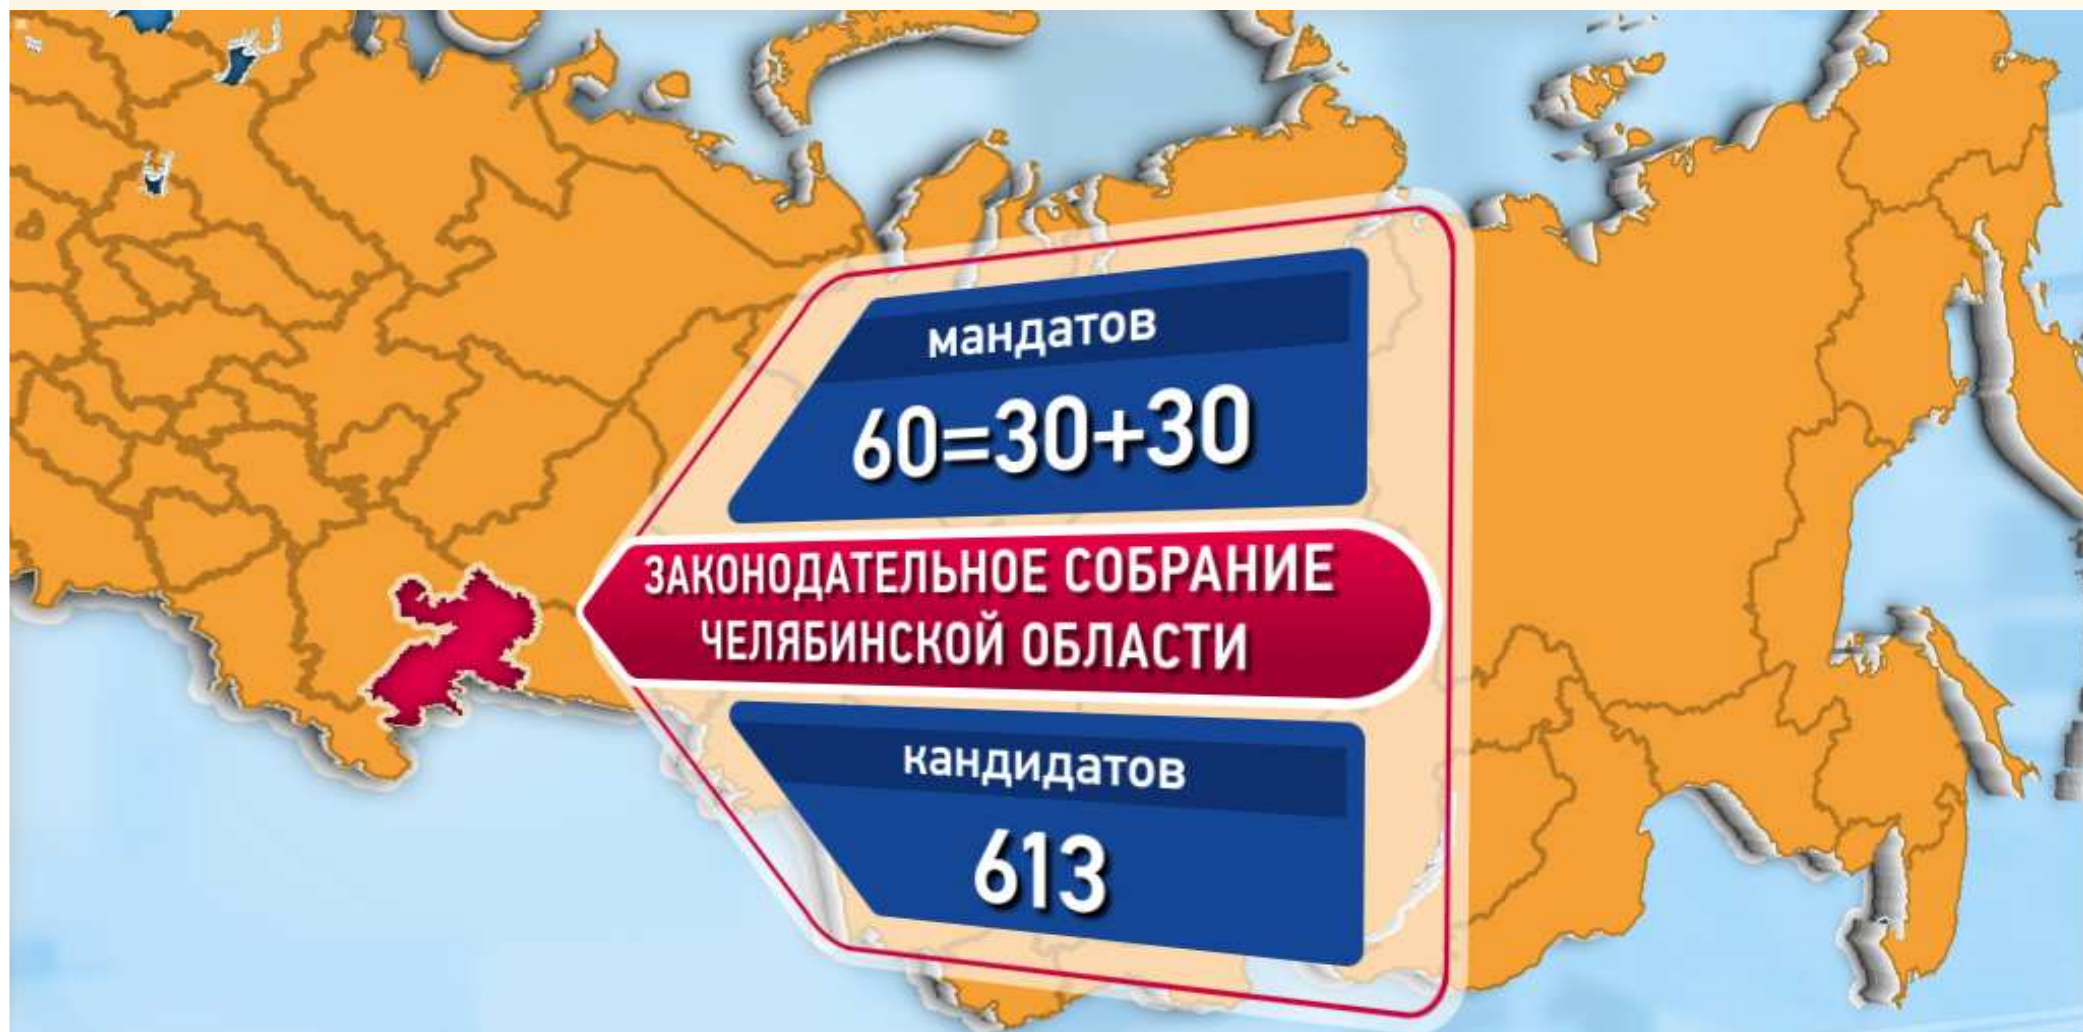 мандатов
60=30+30
ЗАКОНОДАТЕЛЬНОЕ СОБРАНИЕ
ЧЕЛЯБИНСКОЙ ОБЛАСТИ
кандидатов
613